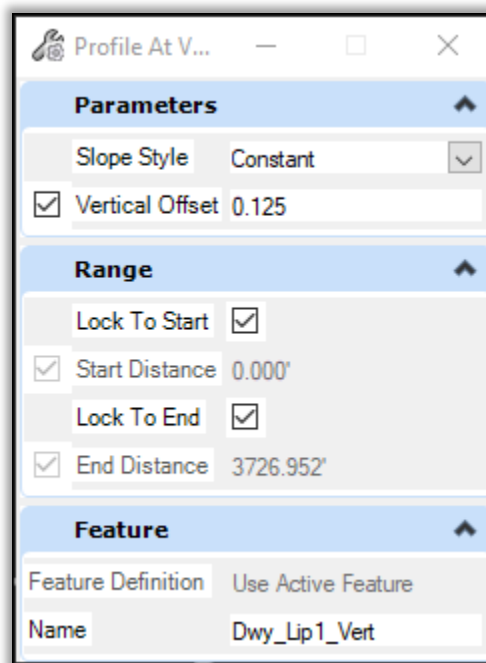 Profile At V...
Parameters
Slope Style Constant
Vertical Offset 0.125
Range
Lock To Start
Start Distance 0.000'
Lock To End
End Distance 3726.952'
Feature
Feature Definition Use Active Feature
Name Dwy_Lip1_Vert